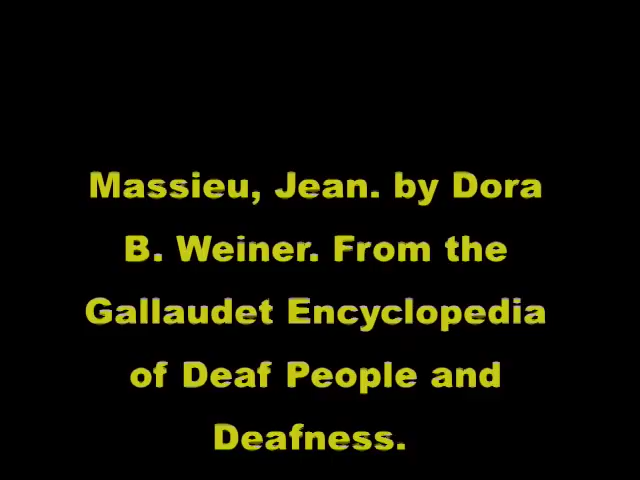 Massieu, Jean. by Dora
B. Weiner. From the
Gallaudet Encyclopedia
of Deaf People and
Deafness.